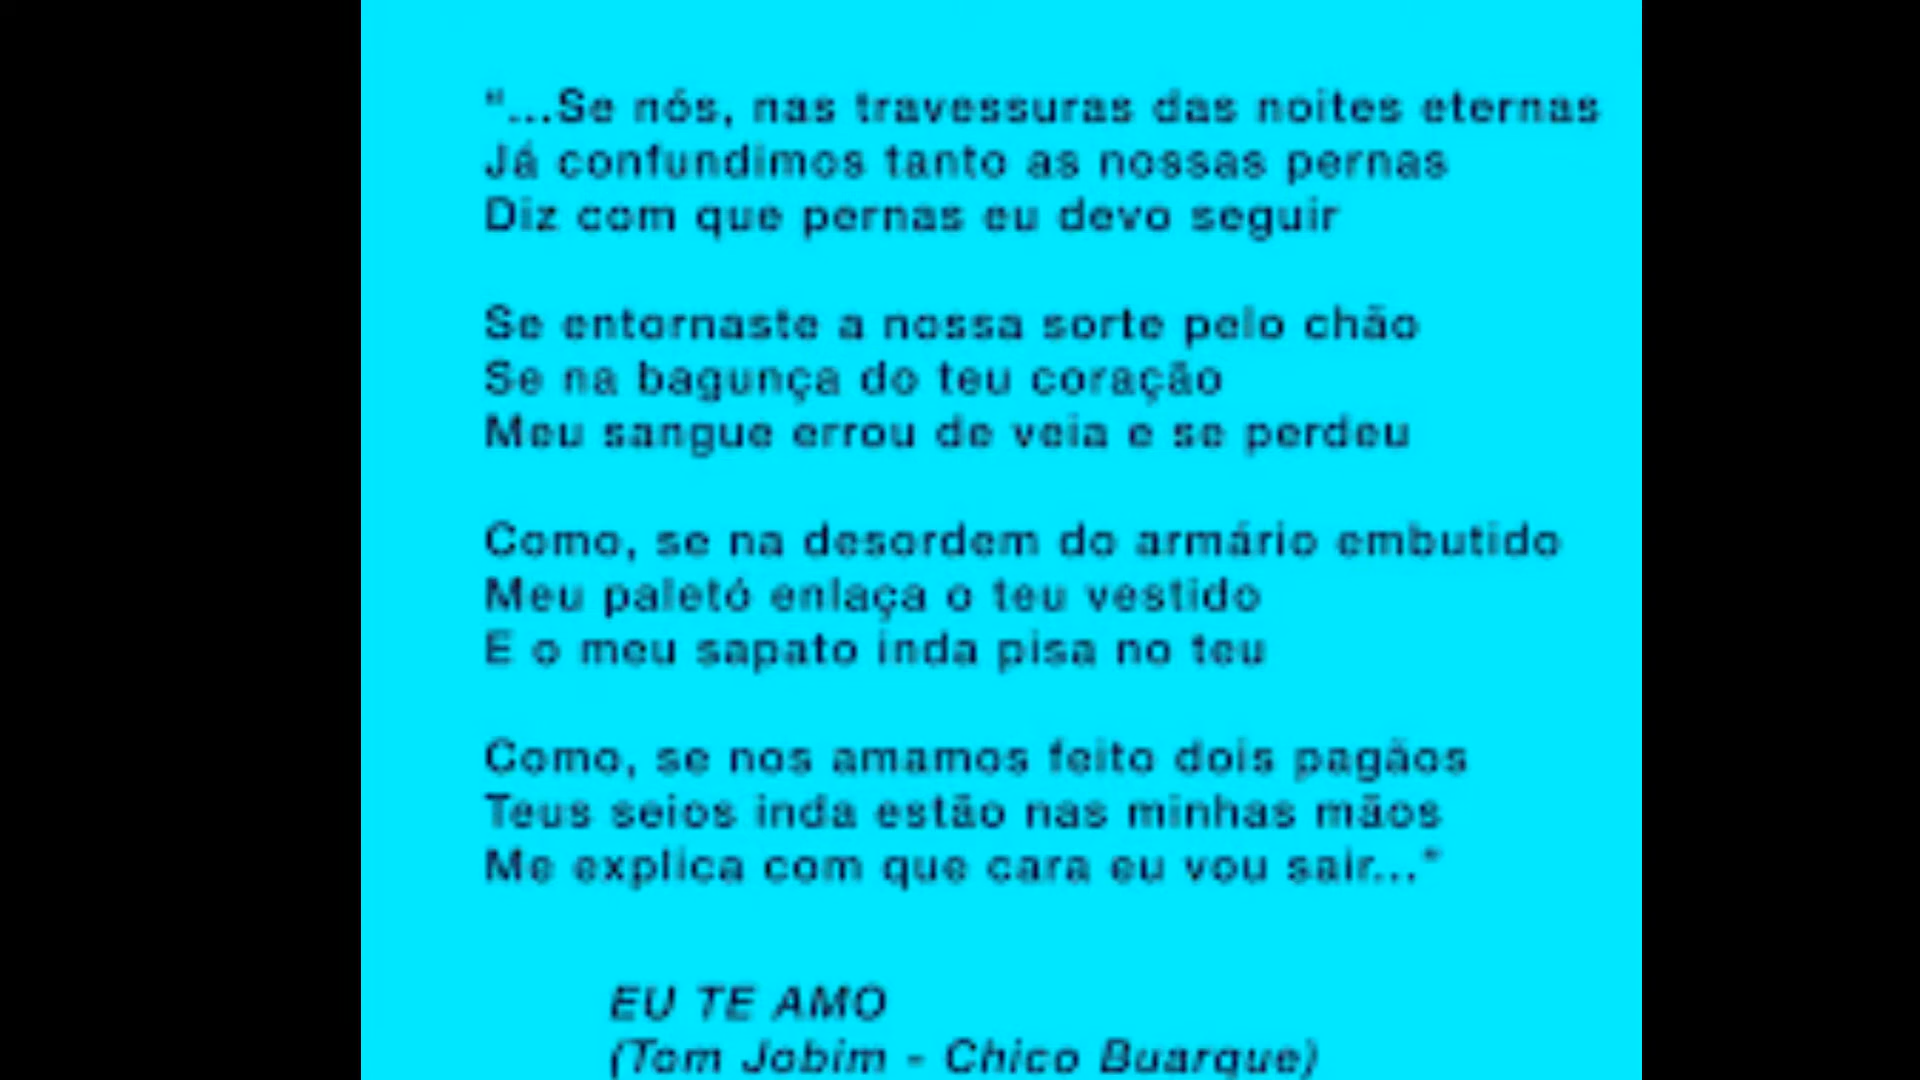 "...Se nós, nas travessuras das noites eternas
Já confundimos tanto as nossas pernas
Diz com que pernas eu devo seguir
Se entornaste a nossa sorte pelo chão
Se na bagunça do teu coração
Meu sangue errou de veia e se perdeu
Como, se na desordem do armário embutido
Meu paletó enlaça o teu vestido
E o meu sapato inda pisa no teu
Como, se nos amamos feito dois pagãos
Teus seios inda estão nas minhas mãos
Me explica com que cara eu vou sair..."
EU TE AMO
(Tom Jobim - Chico Buarque)